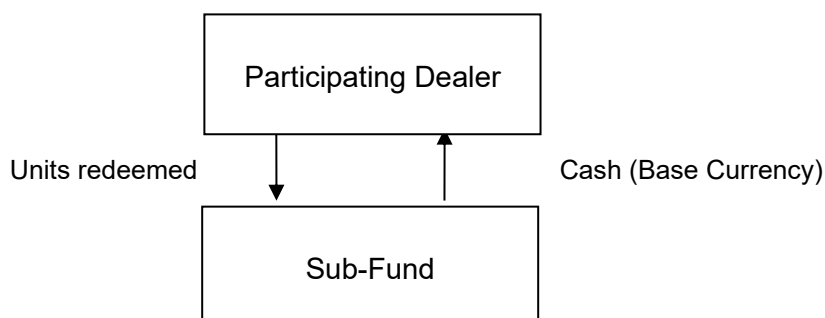 Participating Dealer
Units redeemed
Cash (Base Currency)
Sub-Fund